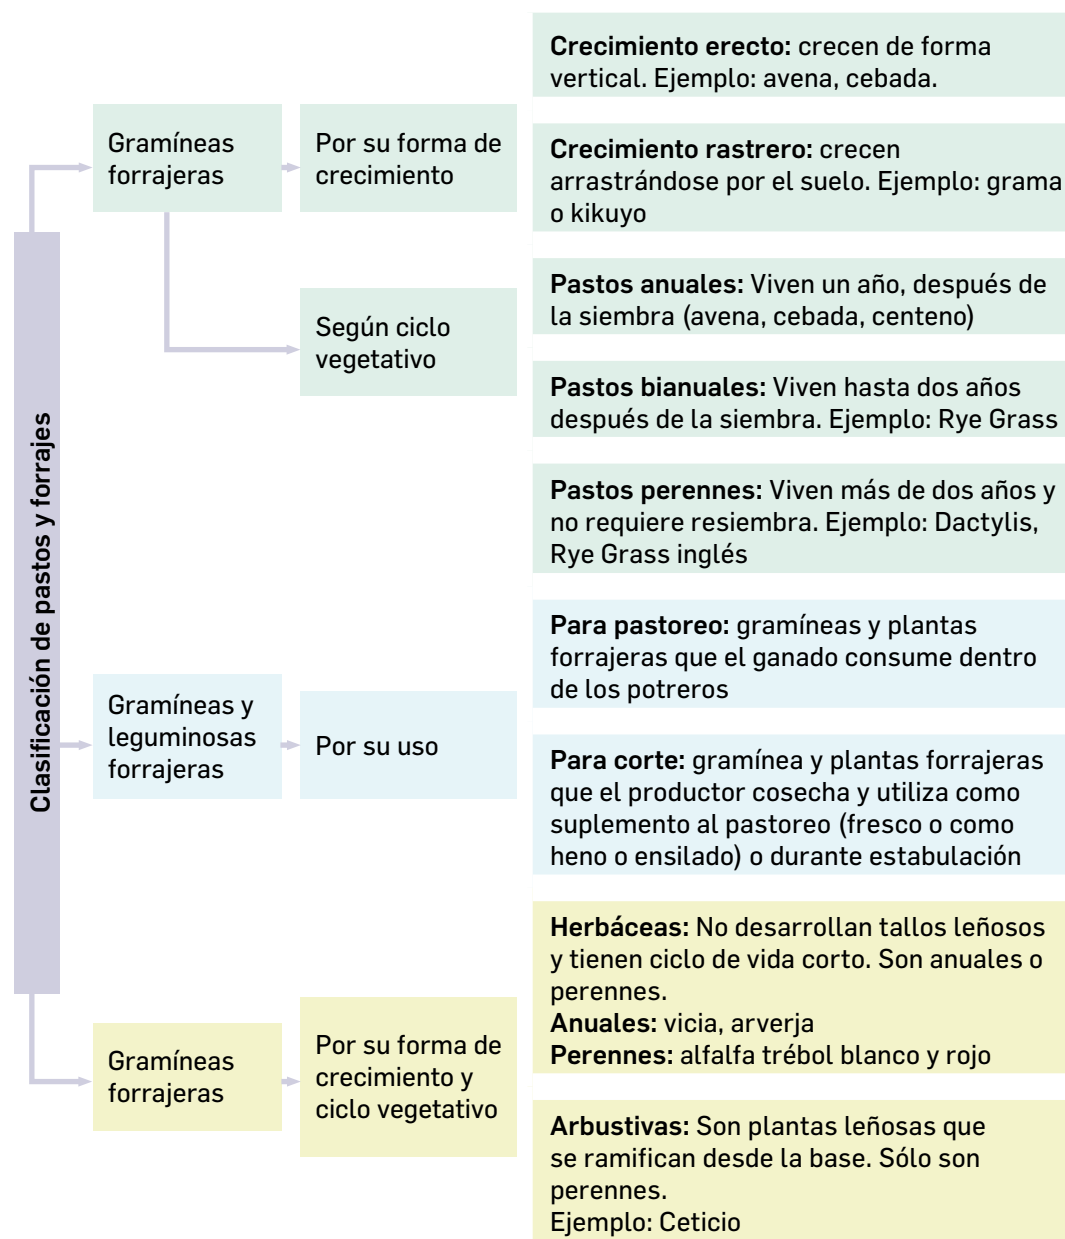 Clasificación de pastos y forrajes
Gramíneas
forrajeras
Por su forma de
crecimiento
Crecimiento erecto: crecen de forma
vertical. Ejemplo: avena, cebada.
Crecimiento rastrero: crecen
arrastrándose por el suelo. Ejemplo: grama
o kikuyo
Según ciclo
vegetativo
Pastos anuales: Viven un año, después de
la siembra (avena, cebada, centeno)
Pastos bianuales: Viven hasta dos años
después de la siembra. Ejemplo: Rye Grass
Pastos perennes: Viven más de dos años y
no requiere resiembra. Ejemplo: Dactylis,
Rye Grass inglés
Gramíneas y
leguminosas
forrajeras
Por su uso
Para pastoreo: gramíneas y plantas
forrajeras que el ganado consume dentro
de los potreros
Para corte: gramínea y plantas forrajeras
que el productor cosecha y utiliza como
suplemento al pastoreo (fresco o como
heno o ensilado) o durante estabulación
Gramíneas
forrajeras
Por su forma de
crecimiento y
ciclo vegetativo
Herbáceas: No desarrollan tallos leñosos
y tienen ciclo de vida corto. Son anuales o
perennes.
Anuales: vicia, arverja
Perennes: alfalfa trébol blanco y rojo
Arbustivas: Son plantas leñosas que
se ramifican desde la base. Sólo son
perennes.
Ejemplo: Ceticio